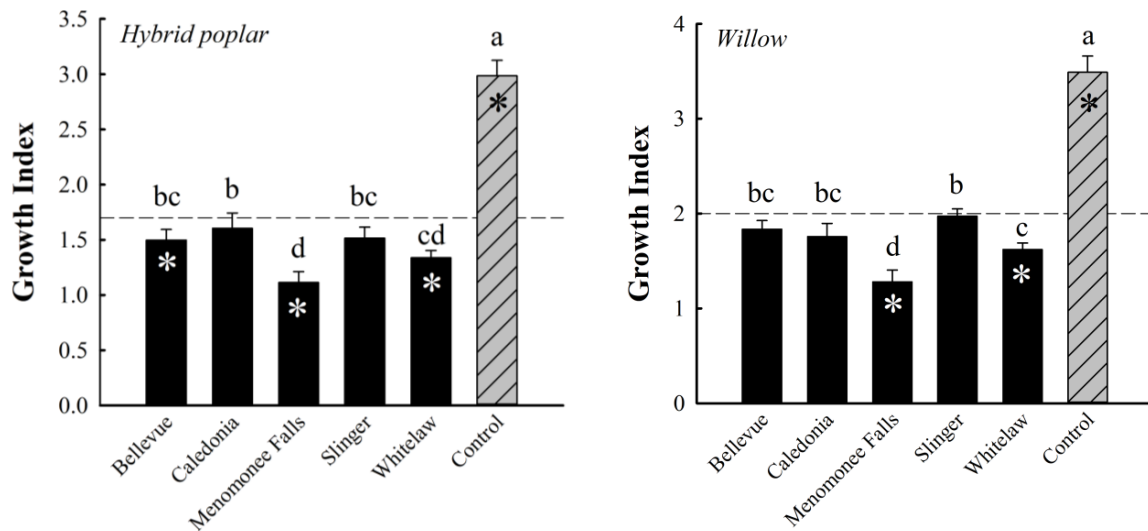 Hybrid poplar
Growth Index
3.5
3.0
2.5
2.0
1.5
1.0
0.5
0.0
bc
b
d
bc
cd
a
*
*
*
*
Bellevue
Caledonia
Menomonee Falls
Slinger
Whitelaw
Control
Willow
Growth Index
4
3
2
1
0
bc
bc
d
b
c
a
*
*
*
Bellevue
Caledonia
Menomonee Falls
Slinger
Whitelaw
Control